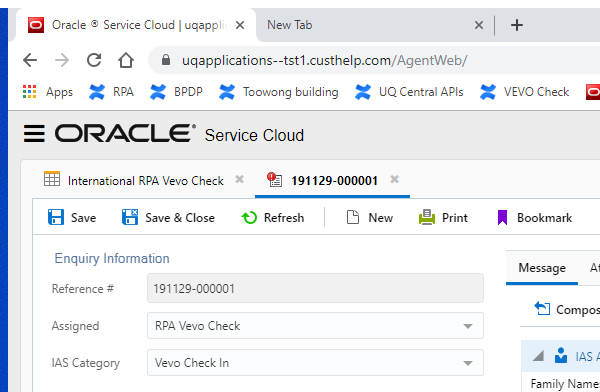 Oracle ® Service Cloud | uqapplic
New Tab
uqapplications--tst1.custhelp.com/AgentWeb/
Apps RPA BPDP Toowong building UQ Central APIs VEVO Check
ORACLE® Service Cloud
International RPA Vevo Check 191129-000001
Save Save & Close Refresh New Print Bookmark
Enquiry Information
Message
Reference # 191129-000001
Assigned RPA Vevo Check
Compos
IAS Category Vevo Check In
IAS A
Family Name